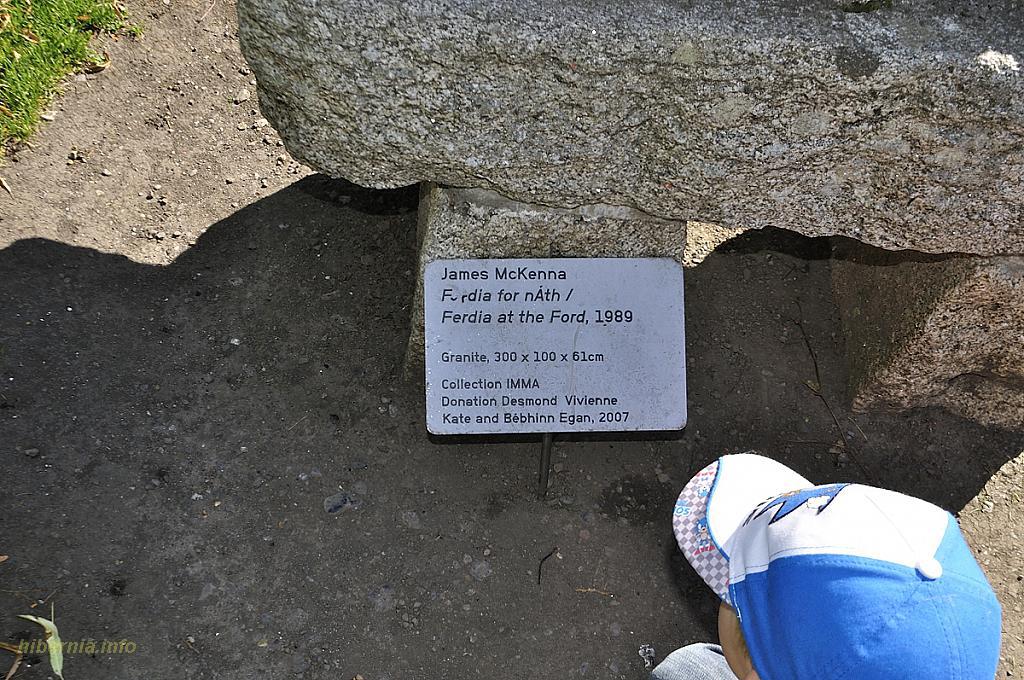 James McKenna
Ferdia for nÁth /
Ferdia at the Ford, 1989
Granite, 300 x 100 x 61cm
Collection IMMA
Donation Desmond Vivienne
Kate and Bébhinn Egan, 2007
hibernia.info